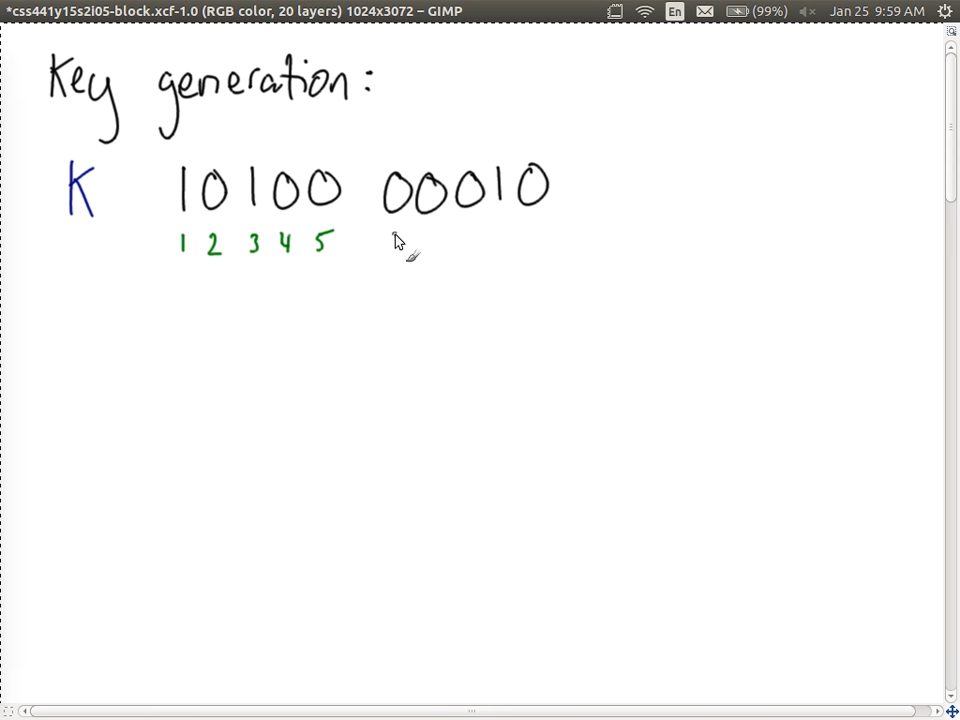 *css441y15s2i05-block.xcf-1.0 (RGB color, 20 layers) 1024x3072 – GIMP En (99%) Jan 25 9:59 AM
Key generation:
K 10100 00010
1 2 3 4 5